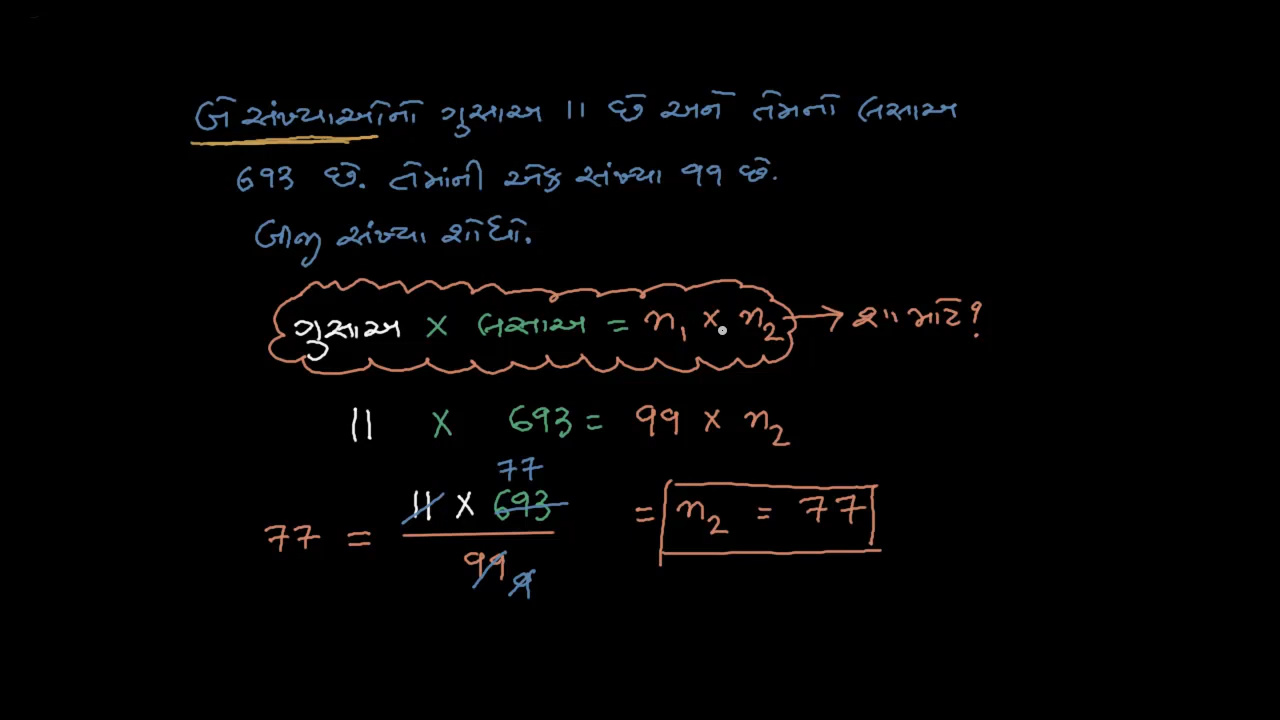 બે સંખ્યાઓનો ગુસાઅ 11 છે અને તેમનો લસાઅ
693 છે. તેમાંની એક સંખ્યા 99 છે.
બીજી સંખ્યા શોધો.
ગુસાઅ × લસાઅ = n₁ × n₂ → શા માટે?
11 × 693 = 99 × n₂
77
77 = 11 × 693 / 99 = n₂ = 77
9